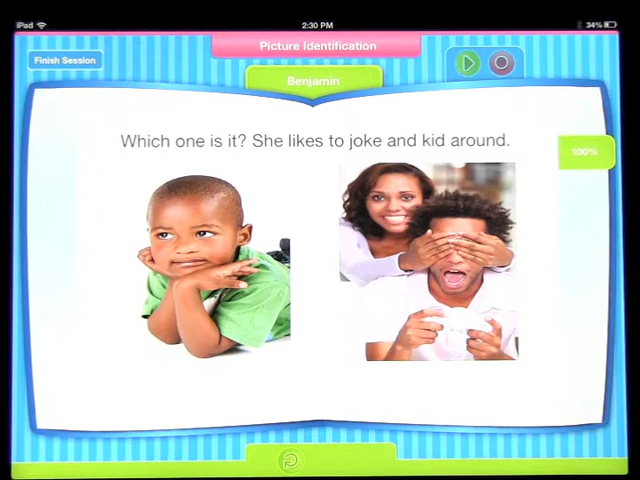 iPad
2:30 PM
34%
Picture Identification
Finish Session
Benjamin
Which one is it? She likes to joke and kid around.
100%